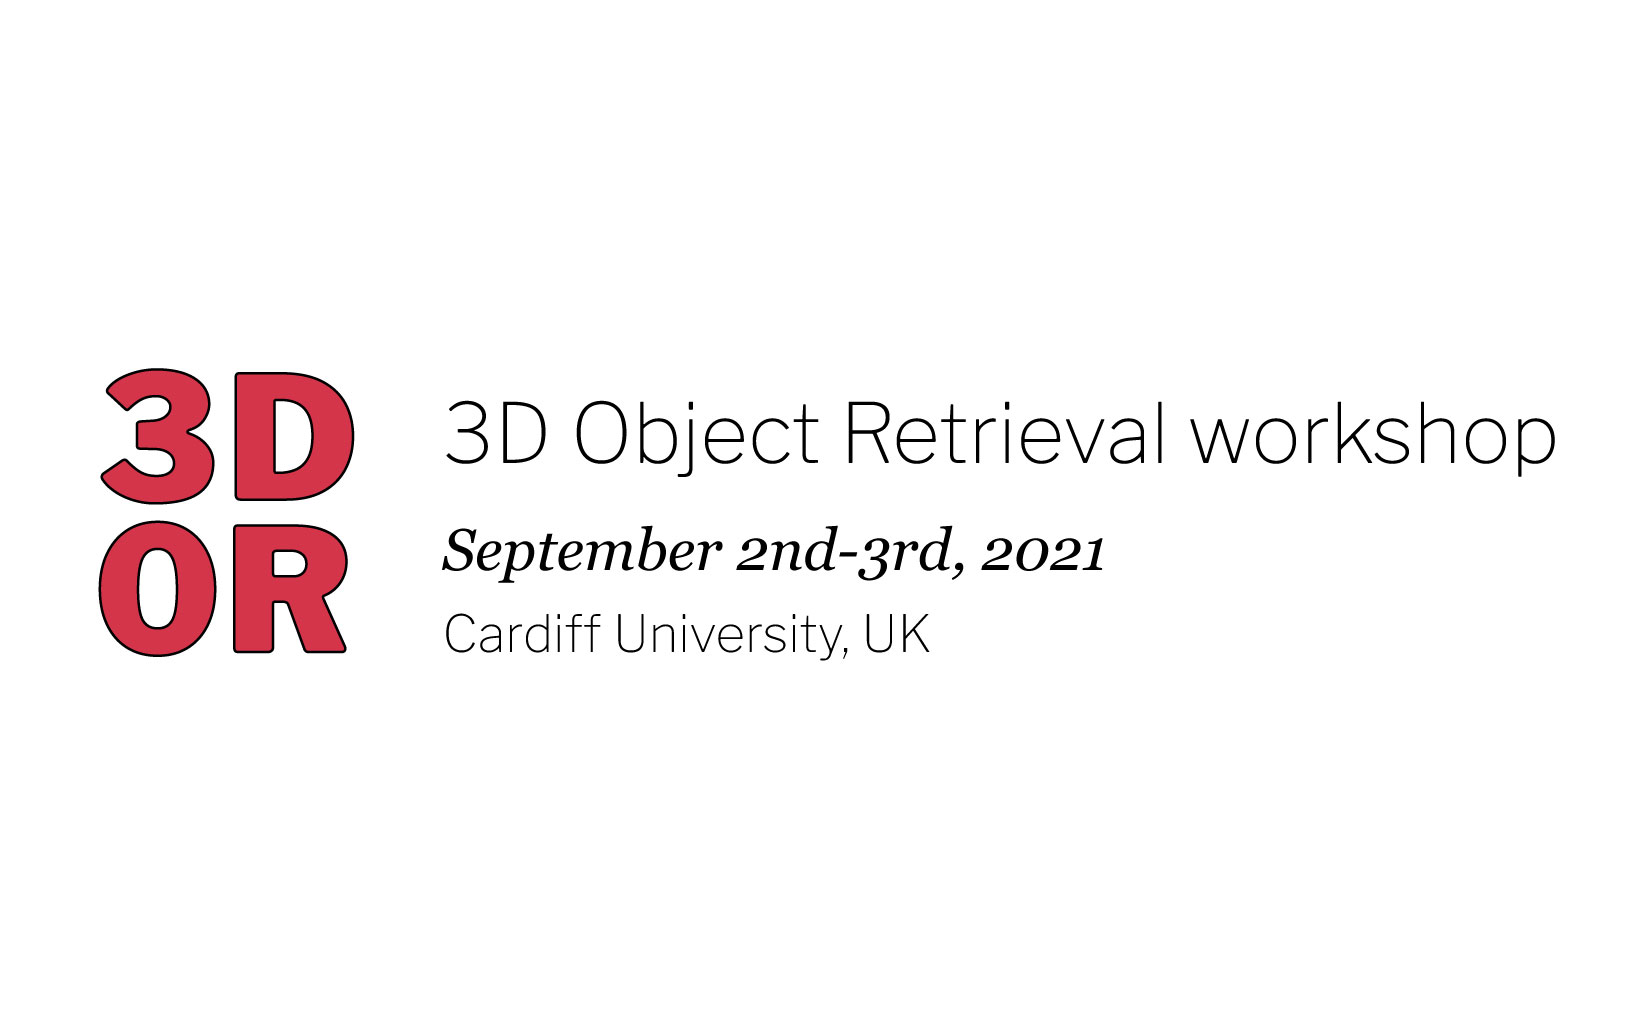 3D
OR
3D Object Retrieval workshop
September 2nd-3rd, 2021
Cardiff University, UK